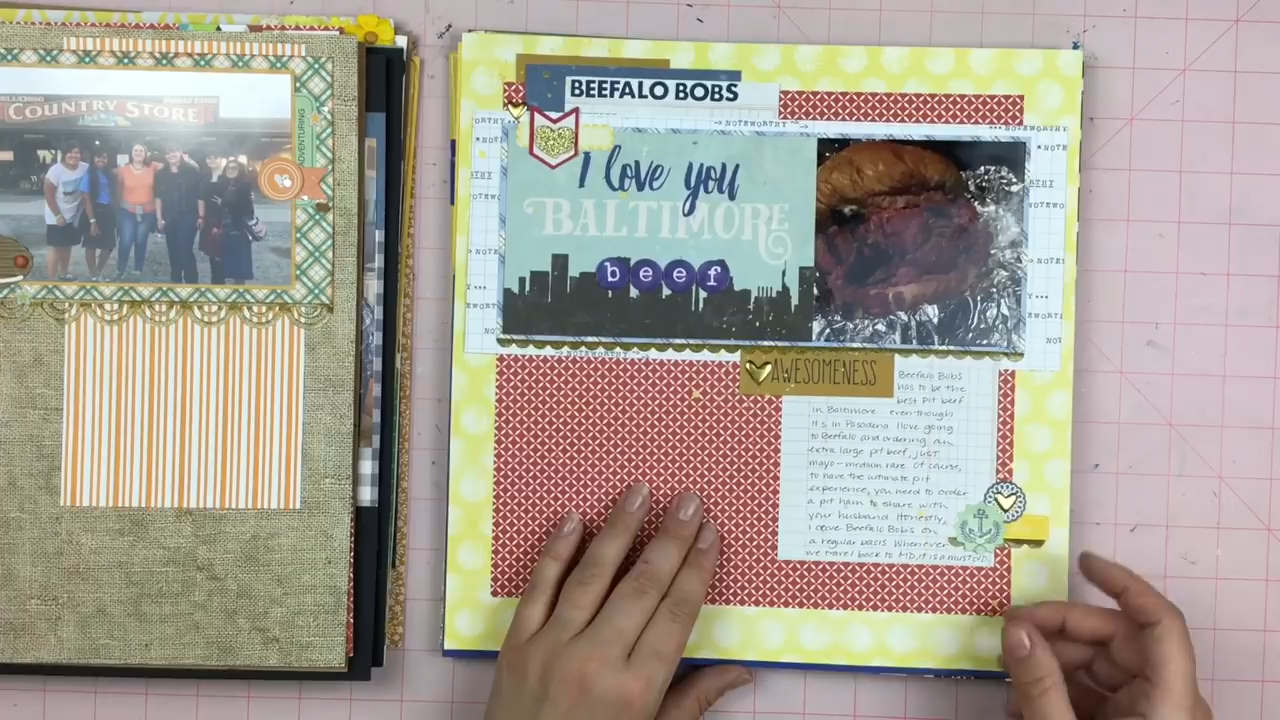 COUNTRY STORE
ADVENTURING
BEEFALO BOBS
NOTEWORTHY
I love you
BALTIMORE
beef
AWESOMENESS
Beefalo Bobs
has to be the
best pit beef
in Baltimore even though
it's in Pasadena I love going
to Beefalo and ordering an
extra large pit beef, just
mayo-medium rare. Of course,
to have the ultimate pit
experience, you need to order
a pit ham to share with
your husband. Honestly,
I crave Beefalo Bob's on
a regular basis. Whenever
we travel back to MD, it is a must do.